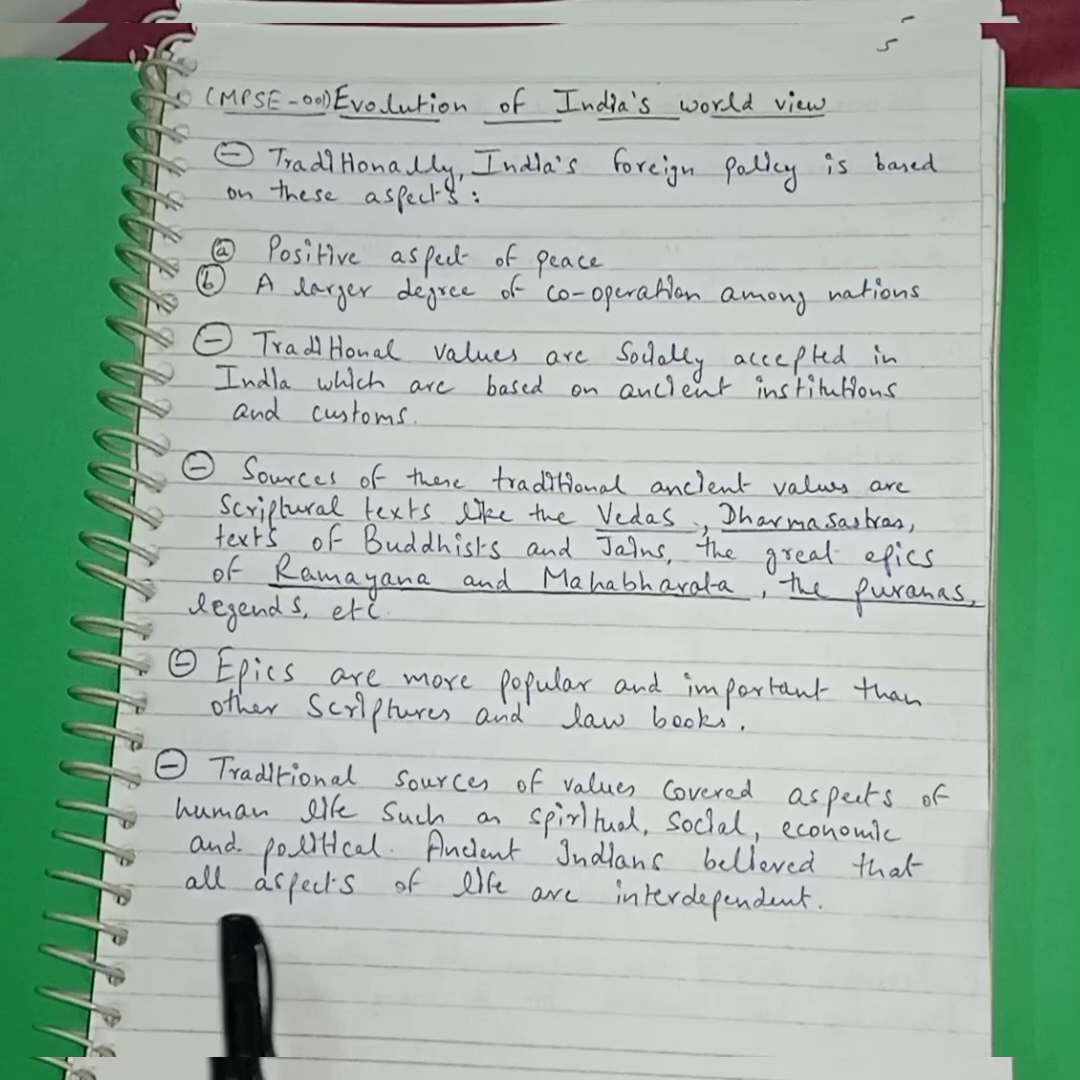 (MPSE-001) Evolution of India's world view
⊖ Traditionally, India's foreign policy is based
on these aspects:
ⓐ Positive aspect of peace
ⓑ A larger degree of co-operation among nations
⊖ Traditional values are socially accepted in
India which are based on ancient institutions
and customs.
⊖ Sources of these traditional ancient values are
scriptural texts like the Vedas, Dharmasastras,
texts of Buddhists and Jains, the great epics
of Ramayana and Mahabharata, the puranas,
legends, etc.
⊖ Epics are more popular and important than
other scriptures and law books.
⊖ Traditional sources of values covered aspects of
human life such as spiritual, social, economic
and political. Ancient Indians believed that
all aspects of life are interdependent.